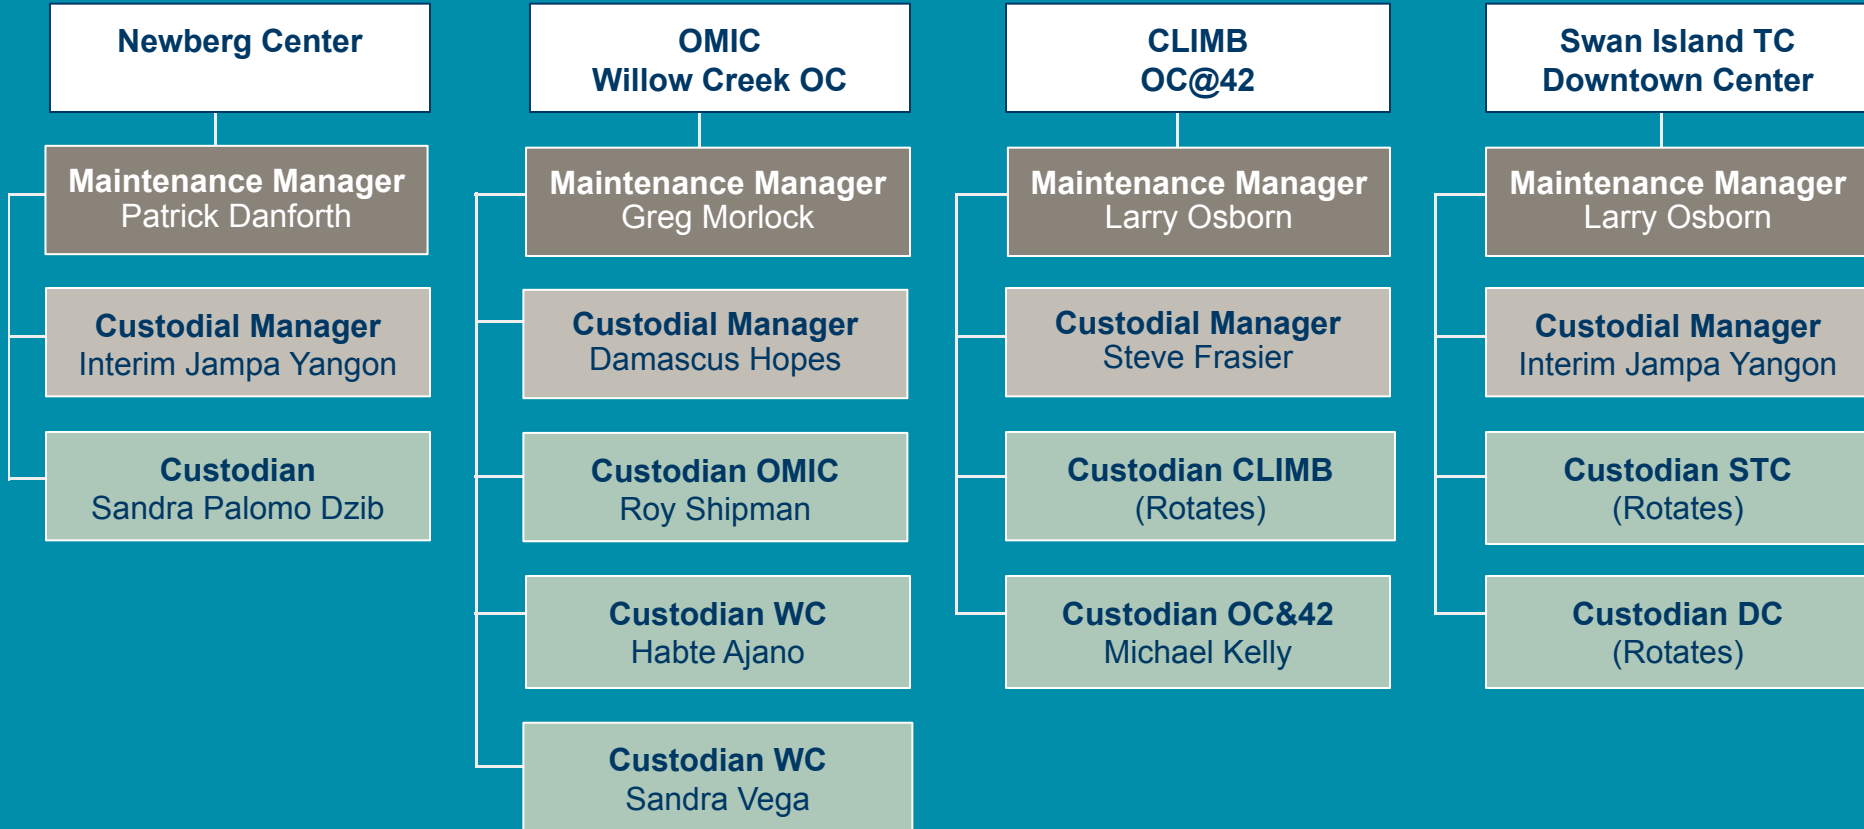 Newberg Center
Maintenance Manager
Patrick Danforth
Custodial Manager
Interim Jampa Yangon
Custodian
Sandra Palomo Dzib
OMIC
Willow Creek OC
Maintenance Manager
Greg Morlock
Custodial Manager
Damascus Hopes
Custodian OMIC
Roy Shipman
Custodian WC
Habte Ajano
Custodian WC
Sandra Vega
CLIMB
OC@42
Maintenance Manager
Larry Osborn
Custodial Manager
Steve Frasier
Custodian CLIMB
(Rotates)
Custodian OC&42
Michael Kelly
Swan Island TC
Downtown Center
Maintenance Manager
Larry Osborn
Custodial Manager
Interim Jampa Yangon
Custodian STC
(Rotates)
Custodian DC
(Rotates)